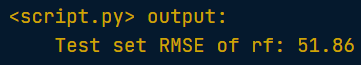 <script.py> output:
    Test set RMSE of rf: 51.86